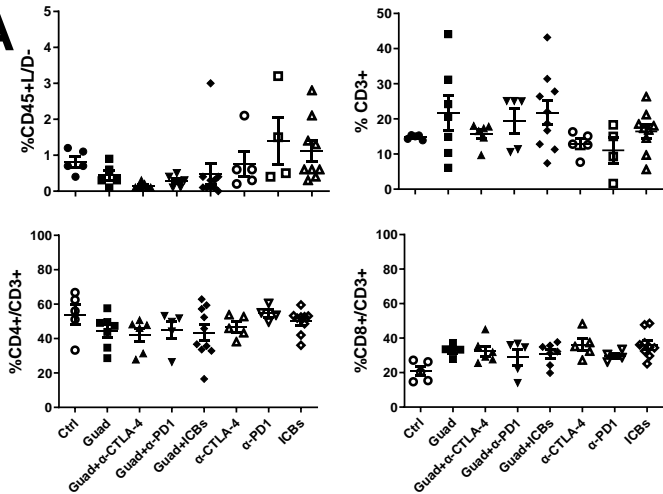 A
%CD45+L/D-
5
4
3
2
1
0
% CD3+
50
40
30
20
10
0
%CD4+/CD3+
100
80
60
40
20
0
Ctrl
Guad
Guad+α-CTLA-4
Guad+α-PD1
Guad+ICBs
α-CTLA-4
α-PD1
ICBs
%CD8+/CD3+
100
80
60
40
20
0
Ctrl
Guad
Guad+α-CTLA-4
Guad+α-PD1
Guad+ICBs
α-CTLA-4
α-PD1
ICBs